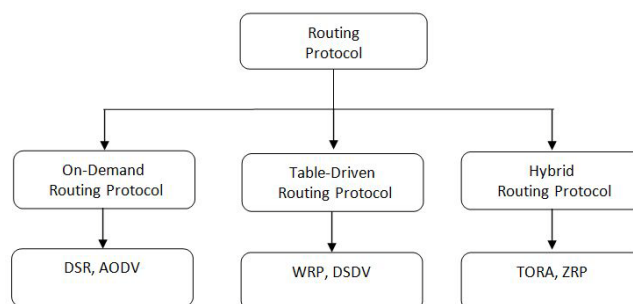 Routing
Protocol
On-Demand
Routing Protocol
Table-Driven
Routing Protocol
Hybrid
Routing Protocol
DSR, AODV
WRP, DSDV
TORA, ZRP